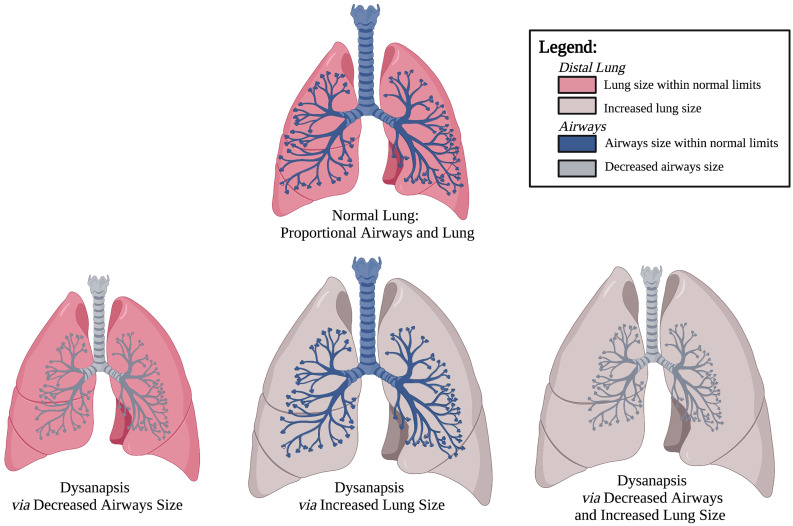 Legend:
Distal Lung
Lung size within normal limits
Increased lung size
Airways
Airways size within normal limits
Decreased airways size
Normal Lung:
Proportional Airways and Lung
Dysanapsis
via Decreased Airways Size
Dysanapsis
via Increased Lung Size
Dysanapsis
via Decreased Airways
and Increased Lung Size